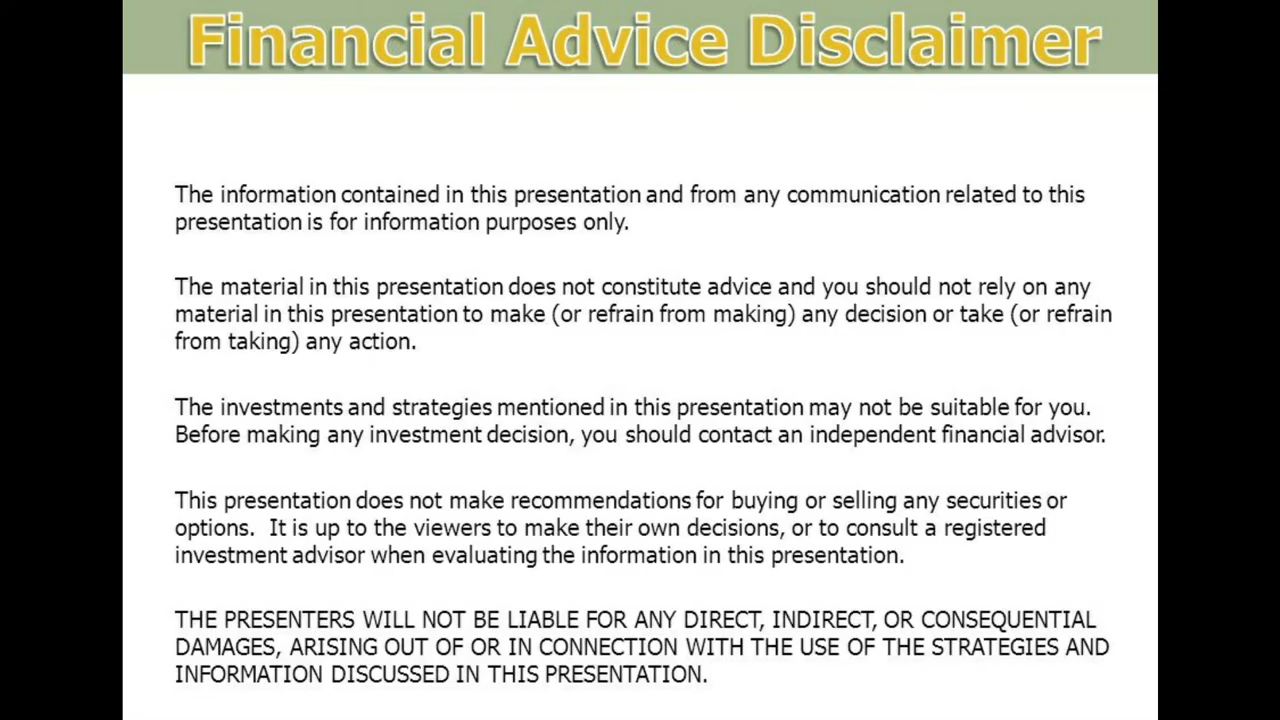 Financial Advice Disclaimer
The information contained in this presentation and from any communication related to this
presentation is for information purposes only.
The material in this presentation does not constitute advice and you should not rely on any
material in this presentation to make (or refrain from making) any decision or take (or refrain
from taking) any action.
The investments and strategies mentioned in this presentation may not be suitable for you.
Before making any investment decision, you should contact an independent financial advisor.
This presentation does not make recommendations for buying or selling any securities or
options.  It is up to the viewers to make their own decisions, or to consult a registered
investment advisor when evaluating the information in this presentation.
THE PRESENTERS WILL NOT BE LIABLE FOR ANY DIRECT, INDIRECT, OR CONSEQUENTIAL
DAMAGES, ARISING OUT OF OR IN CONNECTION WITH THE USE OF THE STRATEGIES AND
INFORMATION DISCUSSED IN THIS PRESENTATION.